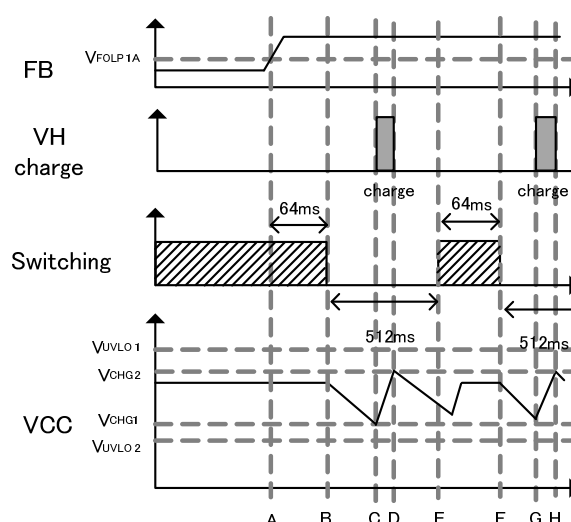 FB
VFOLP1A
VH
charge
charge
charge
64ms
64ms
Switching
512ms
512ms
VUVLO1
VCHG2
VCC
VCHG1
VUVLO2
A B C D E F G H